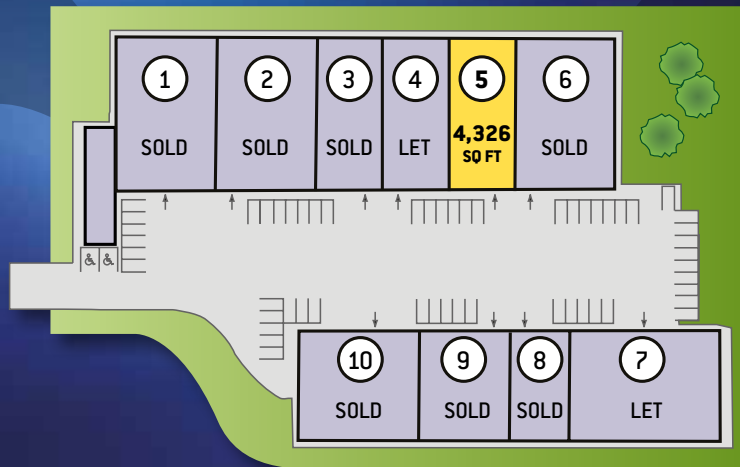 1 2 3 4 5 6
SOLD SOLD SOLD LET 4,326 SOLD
SQ FT
10 9 8 7
SOLD SOLD SOLD LET